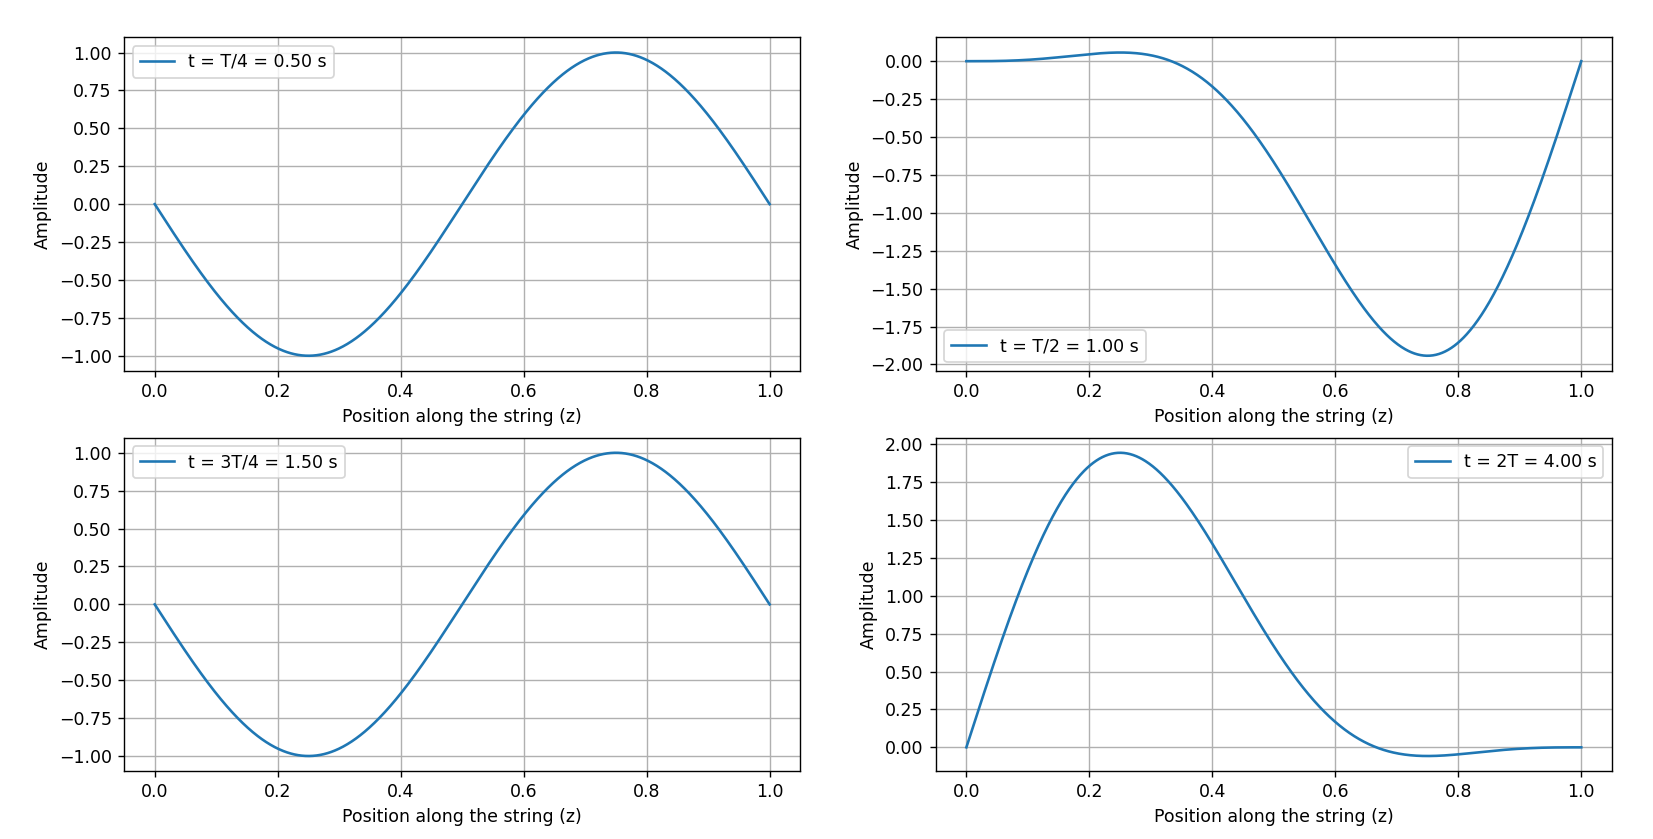 t = T/4 = 0.50 s
1.00
0.75
0.50
0.25
0.00
−0.25
−0.50
−0.75
−1.00
Amplitude
0.0 0.2 0.4 0.6 0.8 1.0
Position along the string (z)
0.00
−0.25
−0.50
−0.75
−1.00
−1.25
−1.50
−1.75
−2.00
Amplitude
t = T/2 = 1.00 s
0.0 0.2 0.4 0.6 0.8 1.0
Position along the string (z)
t = 3T/4 = 1.50 s
1.00
0.75
0.50
0.25
0.00
−0.25
−0.50
−0.75
−1.00
Amplitude
0.0 0.2 0.4 0.6 0.8 1.0
Position along the string (z)
t = 2T = 4.00 s
2.00
1.75
1.50
1.25
1.00
0.75
0.50
0.25
0.00
Amplitude
0.0 0.2 0.4 0.6 0.8 1.0
Position along the string (z)